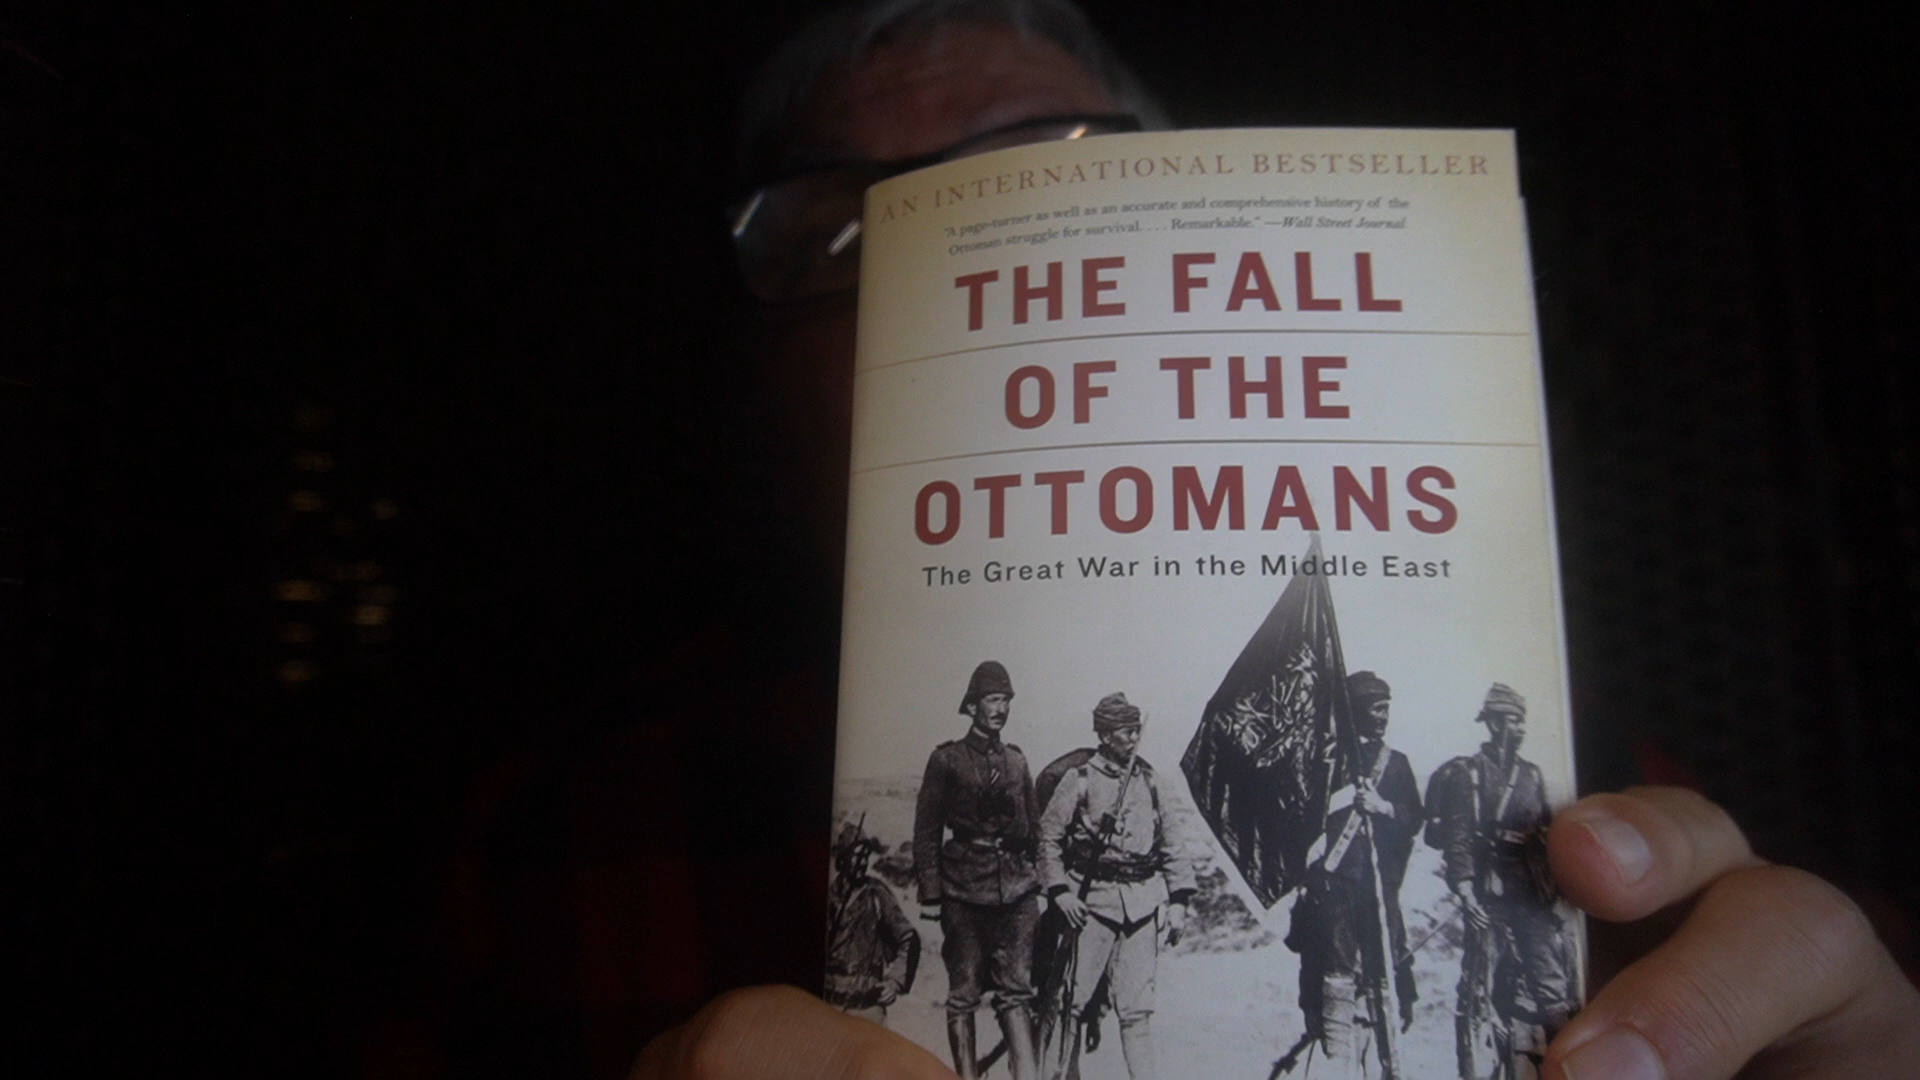 AN INTERNATIONAL BESTSELLER
"A page-turner as well as an accurate and comprehensive history of the
Ottoman struggle for survival. . . . Remarkable." —Wall Street Journal
THE FALL
OF THE
OTTOMANS
The Great War in the Middle East